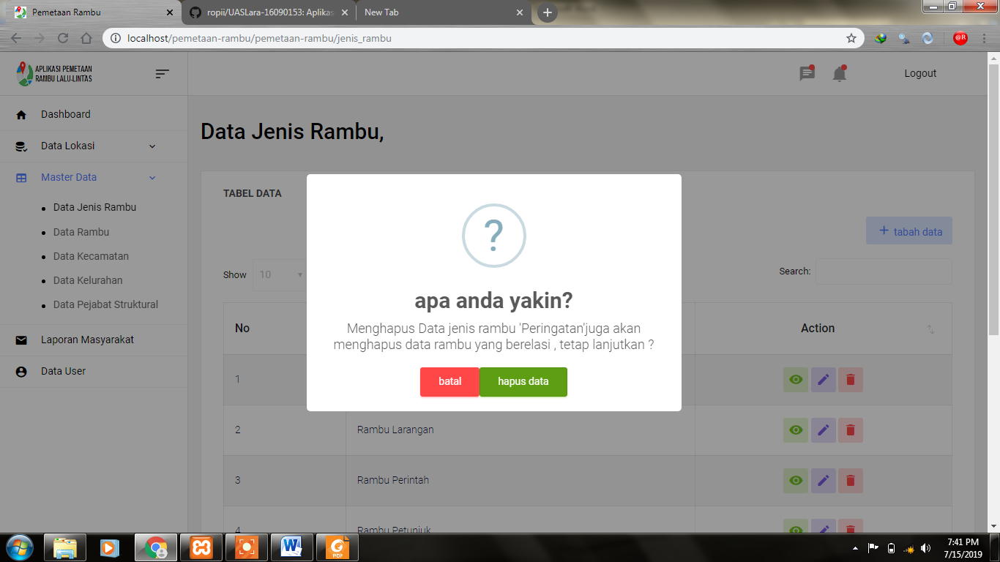 Pemetaan Rambu
ropii/UASLara-16090153: Aplikas
New Tab
localhost/pemetaan-rambu/pemetaan-rambu/jenis_rambu
@R
APLIKASI PEMETAAN
RAMBU LALU-LINTAS
Logout
Dashboard
Data Lokasi
Master Data
Data Jenis Rambu
Data Rambu
Data Kecamatan
Data Kelurahan
Data Pejabat Struktural
Laporan Masyarakat
Data User
Data Jenis Rambu,
TABEL DATA
+ tabah data
Show 10
Search:
No
Action
?
apa anda yakin?
Menghapus Data jenis rambu 'Peringatan'juga akan
menghapus data rambu yang berelasi , tetap lanjutkan ?
batal
hapus data
1
2 Rambu Larangan
3 Rambu Perintah
4 Rambu Petunjuk
PDF
7:41 PM
7/15/2019